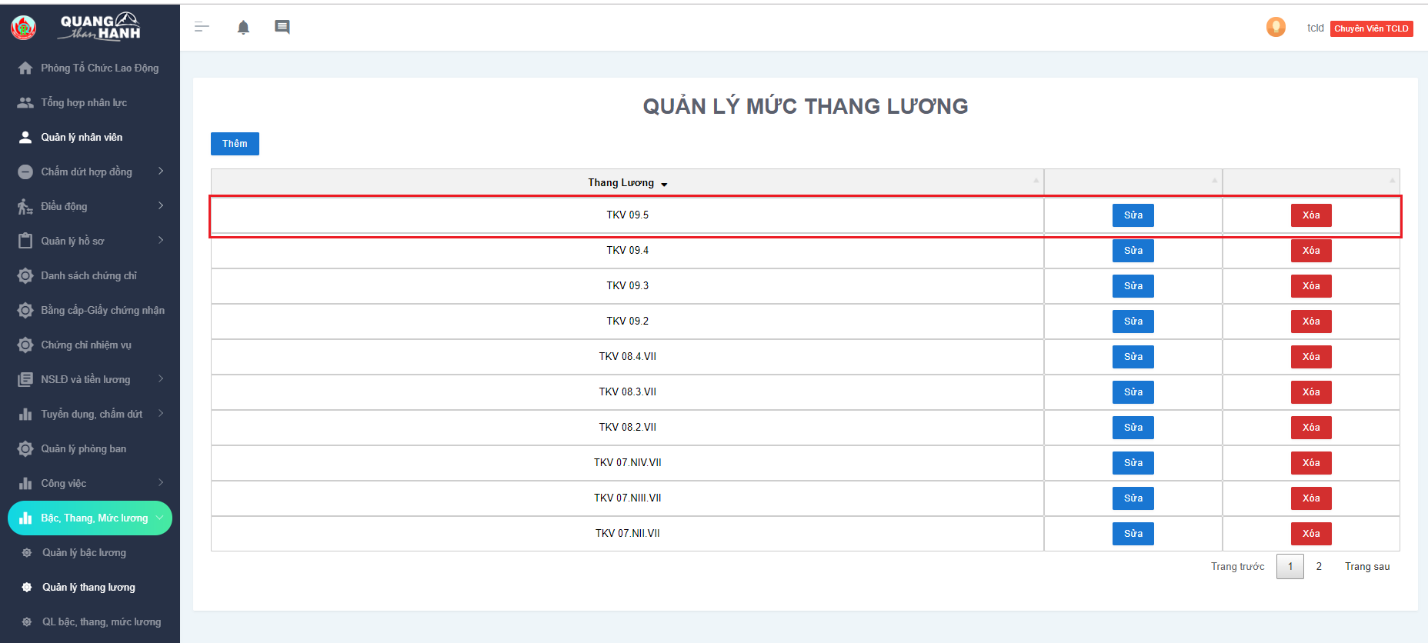 QUANG
than HẠNH
tcld Chuyên Viên TCLD
Phòng Tổ Chức Lao Động
Tổng hợp nhân lực
Quản lý nhân viên
Chấm dứt hợp đồng
Điều động
Quản lý hồ sơ
Danh sách chứng chỉ
Bằng cấp-Giấy chứng nhận
Chứng chỉ nhiệm vụ
NSLĐ và tiền lương
Tuyển dụng, chấm dứt
Quản lý phòng ban
Công việc
Bậc, Thang, Mức lương
Quản lý bậc lương
Quản lý thang lương
QL bậc, thang, mức lương
QUẢN LÝ MỨC THANG LƯƠNG
Thêm
Thang Lương
TKV 09.5 Sửa Xóa
TKV 09.4 Sửa Xóa
TKV 09.3 Sửa Xóa
TKV 09.2 Sửa Xóa
TKV 08.4.VII Sửa Xóa
TKV 08.3.VII Sửa Xóa
TKV 08.2.VII Sửa Xóa
TKV 07.NIV.VII Sửa Xóa
TKV 07.NIII.VII Sửa Xóa
TKV 07.NII.VII Sửa Xóa
Trang trước 1 2 Trang sau